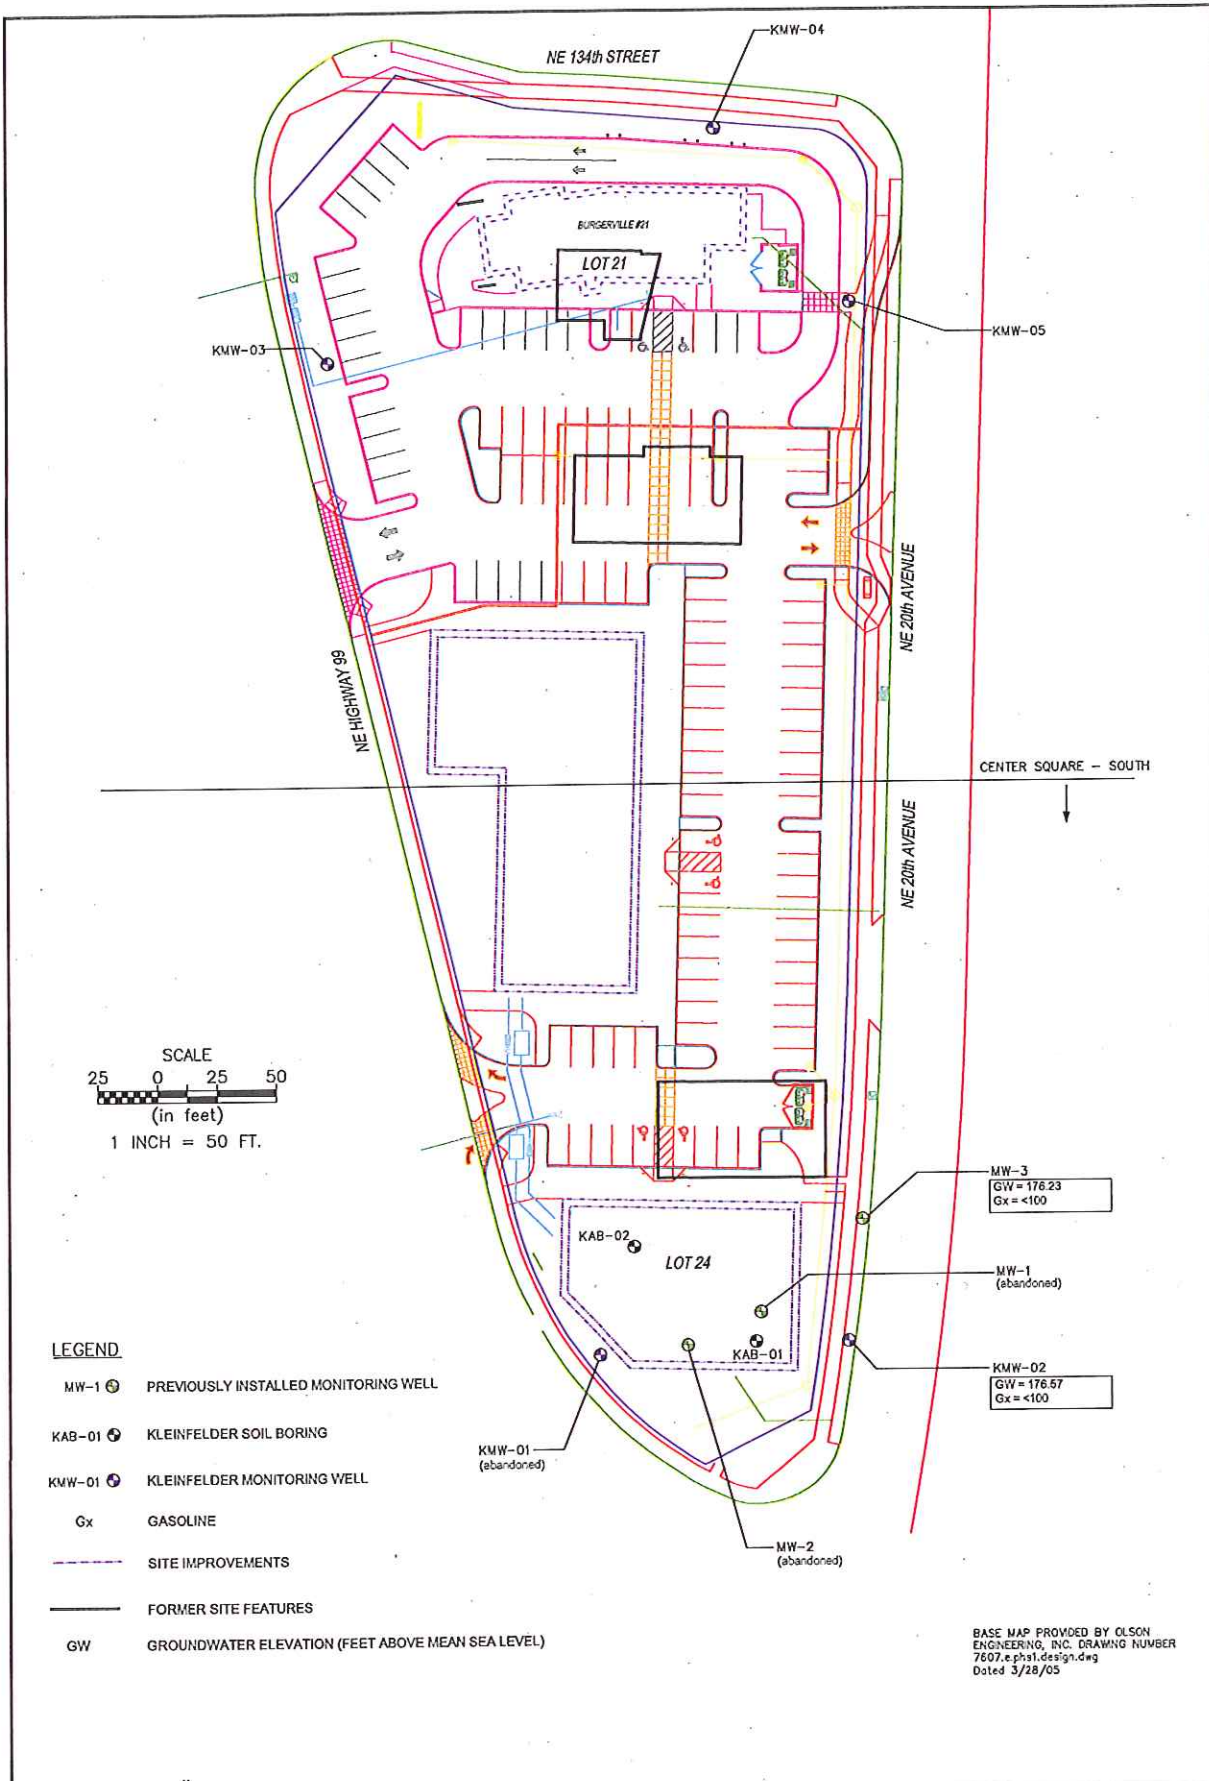 KMW-04
NE 134th STREET
BURGERVILLE #21
LOT 21
KMW-05
KMW-03
NE 20th AVENUE
NE HIGHWAY 99
CENTER SQUARE - SOUTH
NE 20th AVENUE
SCALE
25 0 25 50
(in feet)
1 INCH = 50 FT.
MW-3
GW = 176.23
Gx = <100
KAB-02
LOT 24
MW-1
(abandoned)
KAB-01
KMW-02
GW = 176.57
Gx = <100
KMW-01
(abandoned)
MW-2
(abandoned)
LEGEND
MW-1 PREVIOUSLY INSTALLED MONITORING WELL
KAB-01 KLEINFELDER SOIL BORING
KMW-01 KLEINFELDER MONITORING WELL
Gx GASOLINE
SITE IMPROVEMENTS
FORMER SITE FEATURES
GW GROUNDWATER ELEVATION (FEET ABOVE MEAN SEA LEVEL)
BASE MAP PROVIDED BY OLSON
ENGINEERING, INC. DRAWING NUMBER
7607.e.phs1.design.dwg
Dated 3/28/05